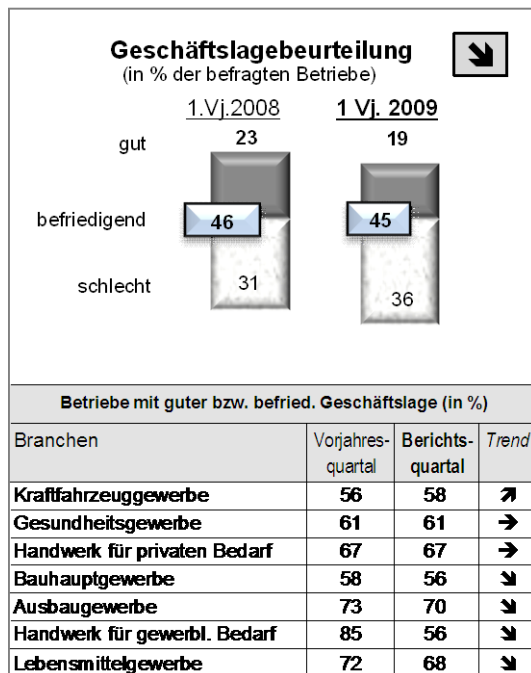 Geschäftslagebeurteilung
(in % der befragten Betriebe)
1.Vj.2008 1 Vj. 2009
gut 23 19
befriedigend 46 45
schlecht 31 36
Betriebe mit guter bzw. befried. Geschäftslage (in %)
Branchen Vorjahres- Berichts- Trend
quartal quartal
Kraftfahrzeuggewerbe 56 58 ↗
Gesundheitsgewerbe 61 61 →
Handwerk für privaten Bedarf 67 67 →
Bauhauptgewerbe 58 56 ↘
Ausbaugewerbe 73 70 ↘
Handwerk für gewerbl. Bedarf 85 56 ↘
Lebensmittelgewerbe 72 68 ↘